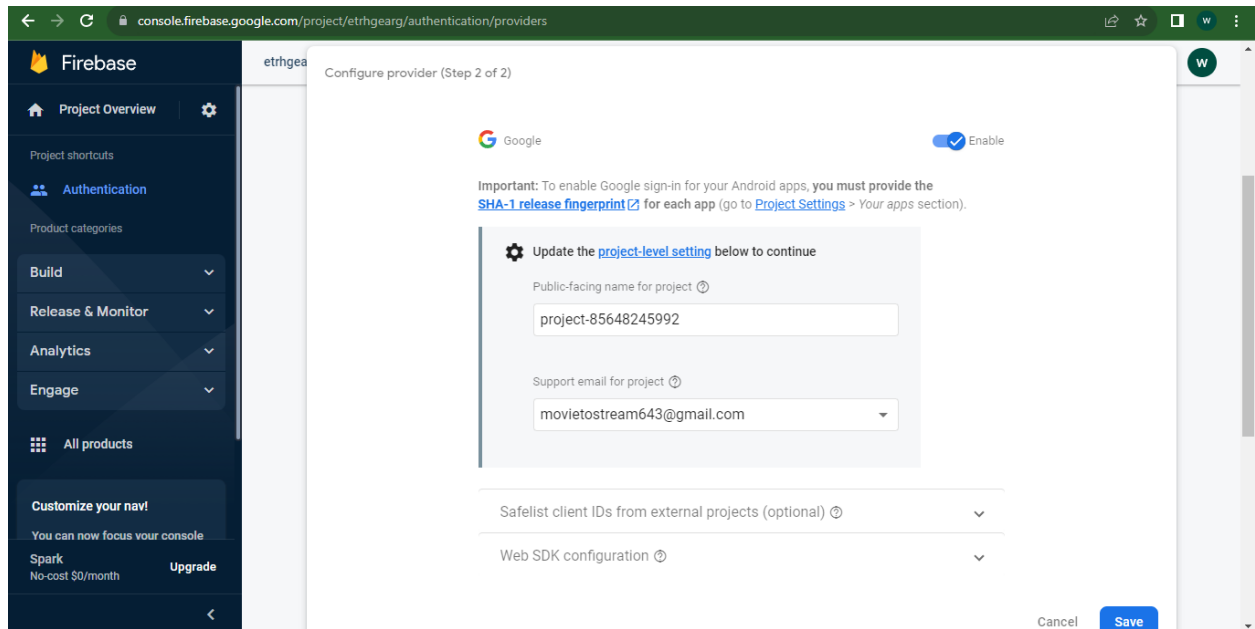 console.firebase.google.com/project/etrhgearg/authentication/providers
W
Firebase
Project Overview
Project shortcuts
Authentication
Product categories
Build
Release & Monitor
Analytics
Engage
All products
Customize your nav!
You can now focus your console
Spark
No-cost $0/month
Upgrade
etrhgea
W
Configure provider (Step 2 of 2)
Google
Enable
Important: To enable Google sign-in for your Android apps, you must provide the
SHA-1 release fingerprint for each app (go to Project Settings > Your apps section).
Update the project-level setting below to continue
Public-facing name for project
project-85648245992
Support email for project
movietostream643@gmail.com
Safelist client IDs from external projects (optional)
Web SDK configuration
Cancel
Save